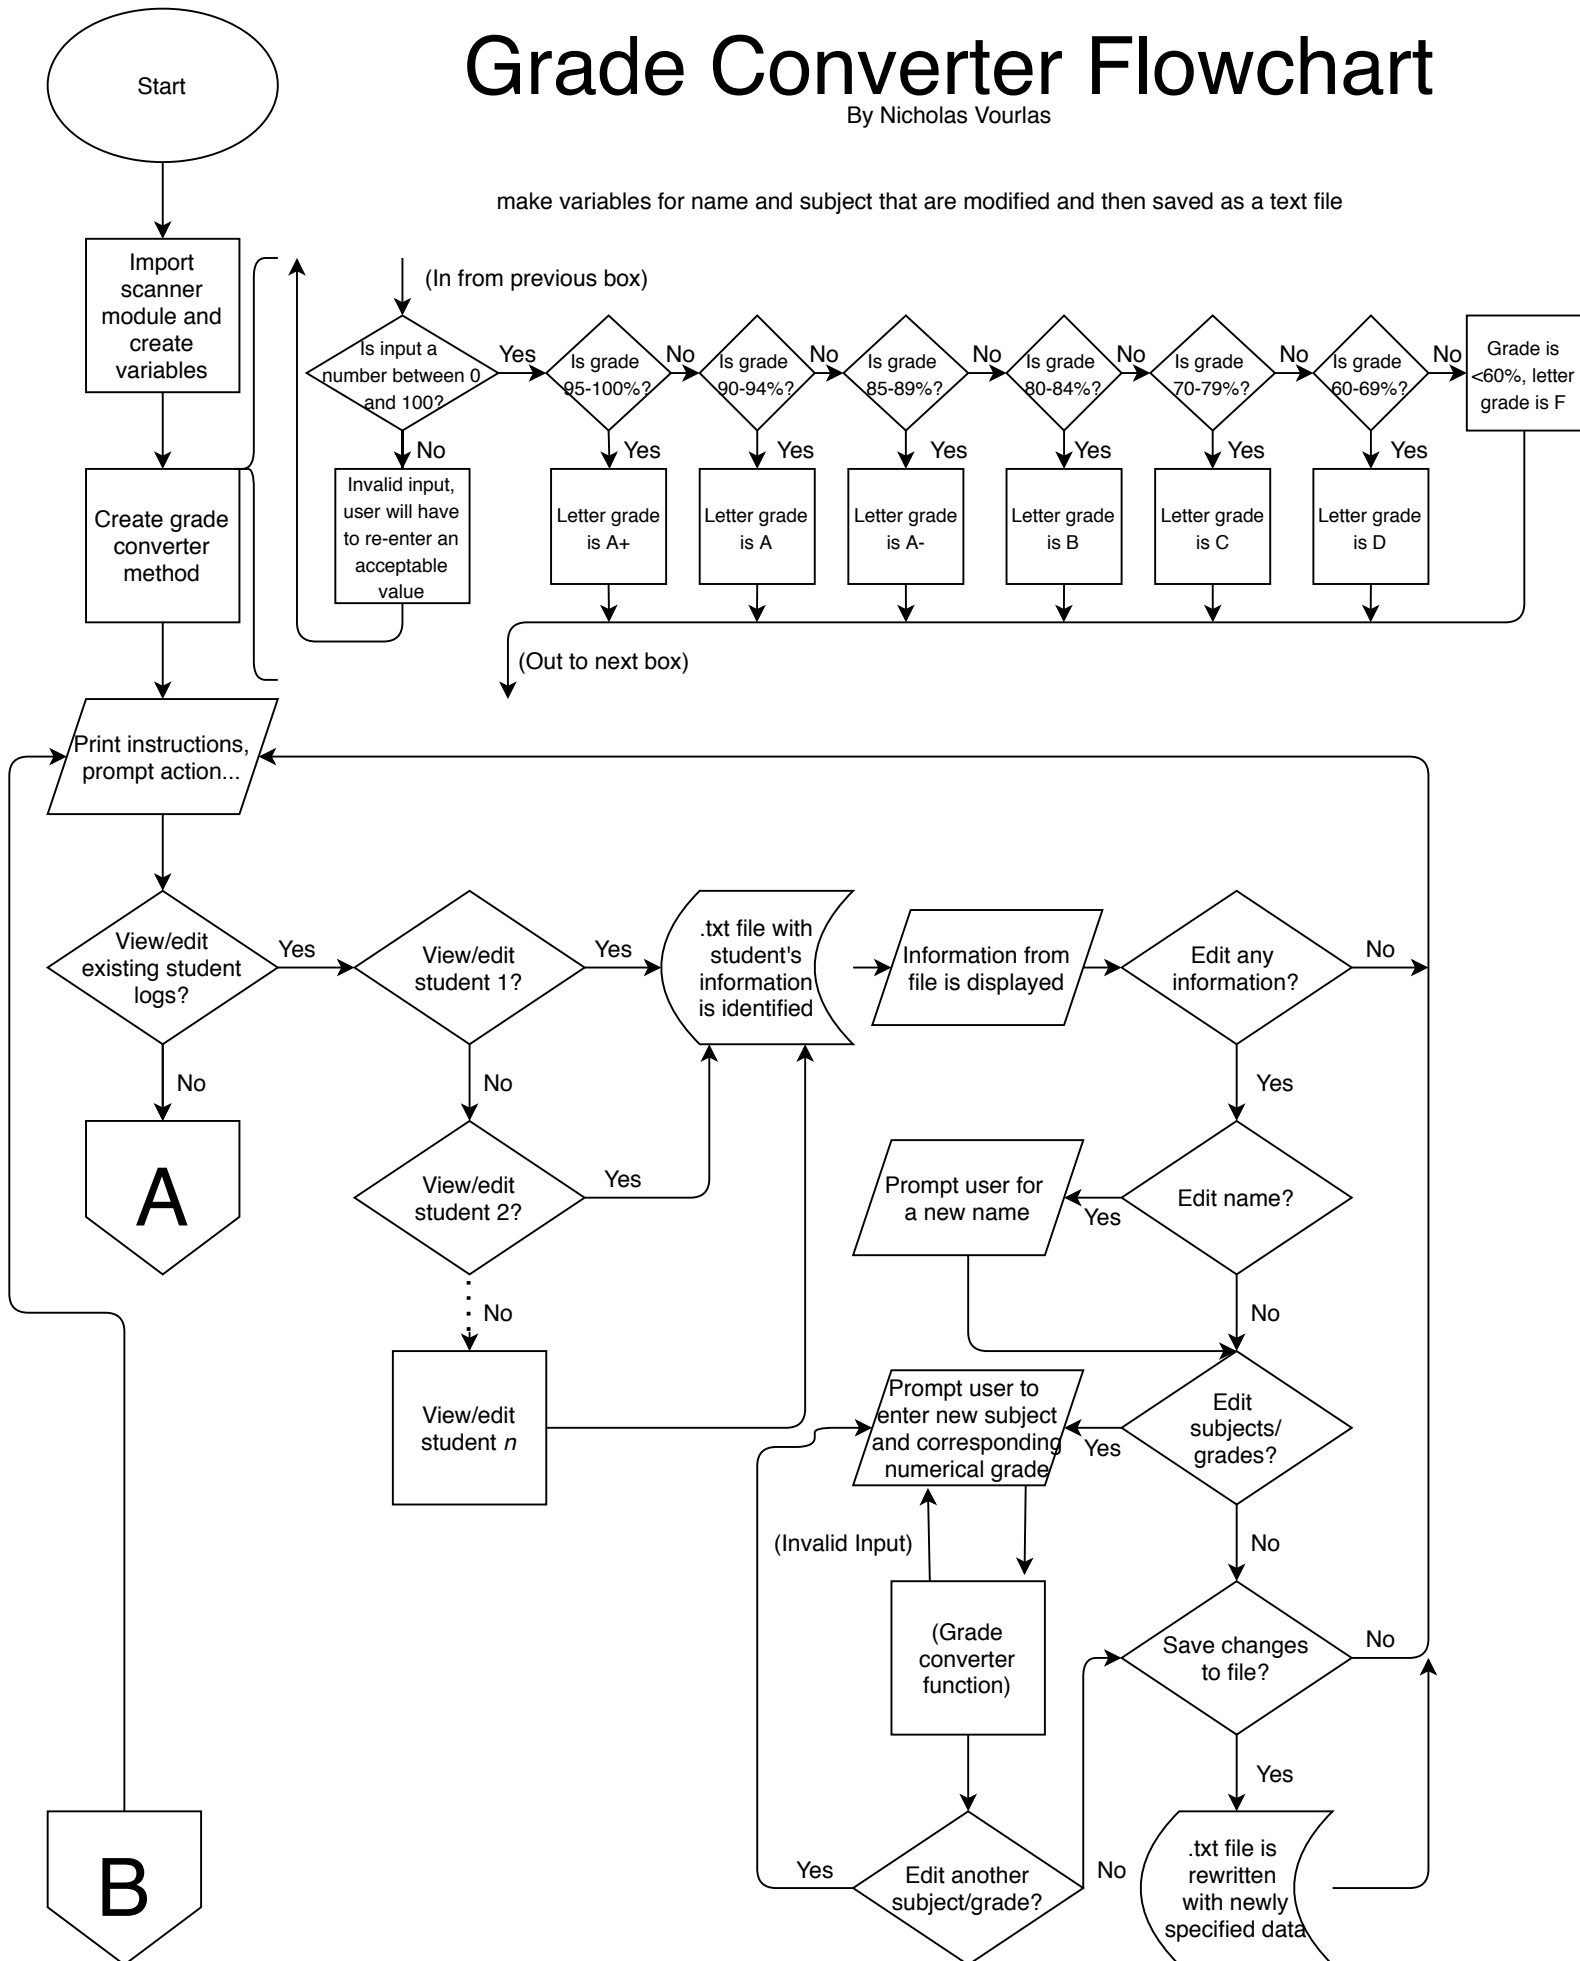 Start
Grade Converter Flowchart
By Nicholas Vourlas
make variables for name and subject that are modified and then saved as a text file
Import
scanner
module and
create
variables
(In from previous box)
Is input a
number between 0
and 100?
Yes
Is grade
95-100%?
No
Is grade
90-94%?
No
Is grade
85-89%?
No
Is grade
80-84%?
No
Is grade
70-79%?
No
Is grade
60-69%?
No
Grade is
<60%, letter
grade is F
No
Yes
Yes
Yes
Yes
Yes
Yes
Create grade
converter
method
Invalid input,
user will have
to re-enter an
acceptable
value
Letter grade
is A+
Letter grade
is A
Letter grade
is A-
Letter grade
is B
Letter grade
is C
Letter grade
is D
(Out to next box)
Print instructions,
prompt action...
View/edit
existing student
logs?
Yes
View/edit
student 1?
Yes
.txt file with
student's
information
is identified
Information from
file is displayed
Edit any
information?
No
No
No
Yes
A
View/edit
student 2?
Yes
Prompt user for
a new name
Yes
Edit name?
No
No
View/edit
student n
Prompt user to
enter new subject
and corresponding
numerical grade
Yes
Edit
subjects/
grades?
(Invalid Input)
No
(Grade
converter
function)
Save changes
to file?
No
Yes
B
Yes
Edit another
subject/grade?
No
.txt file is
rewritten
with newly
specified data